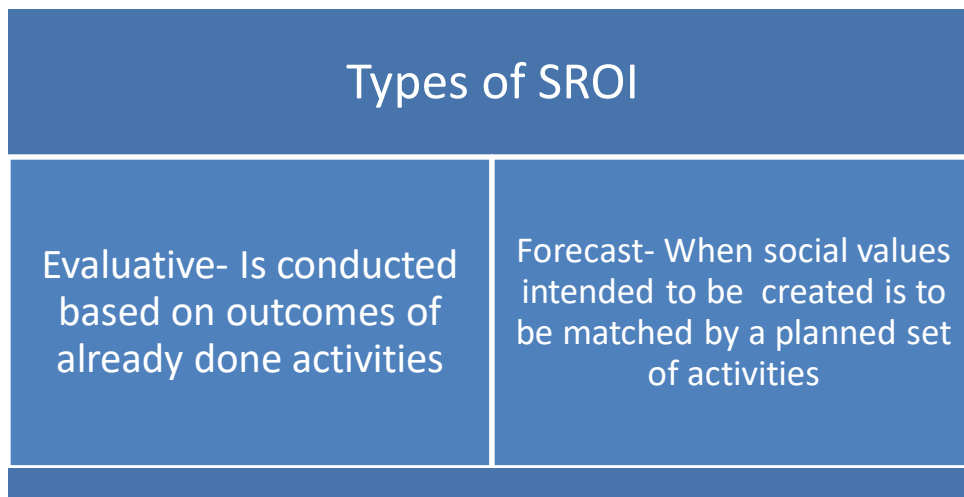 Types of SROI
Evaluative- Is conducted
based on outcomes of
already done activities
Forecast- When social values
intended to be  created is to
be matched by a planned set
of activities